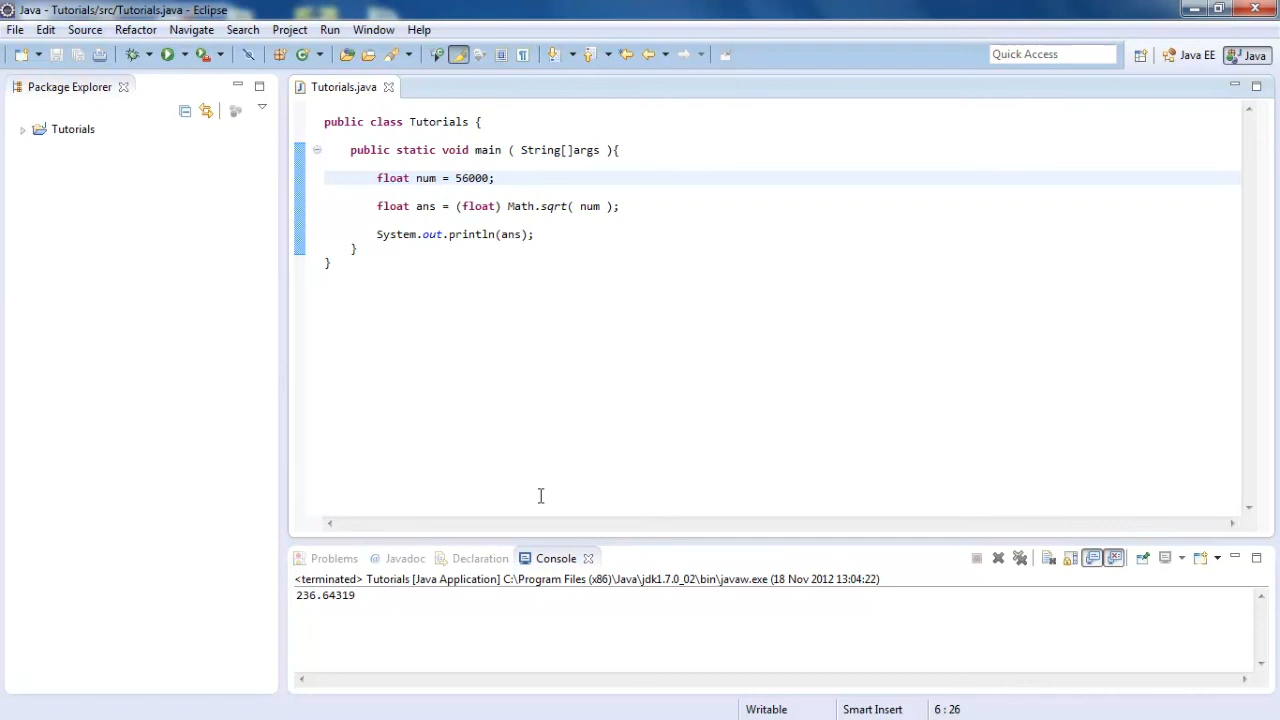 Java - Tutorials/src/Tutorials.java - Eclipse
File Edit Source Refactor Navigate Search Project Run Window Help
Quick Access
Java EE
Java
Package Explorer
Tutorials.java
Tutorials
public class Tutorials {
public static void main ( String[]args ){
float num = 56000;
float ans = (float) Math.sqrt( num );
System.out.println(ans);
}
}
Problems @ Javadoc Declaration Console
<terminated> Tutorials [Java Application] C:\Program Files (x86)\Java\jdk1.7.0_02\bin\javaw.exe (18 Nov 2012 13:04:22)
236.64319
Writable Smart Insert 6 : 26